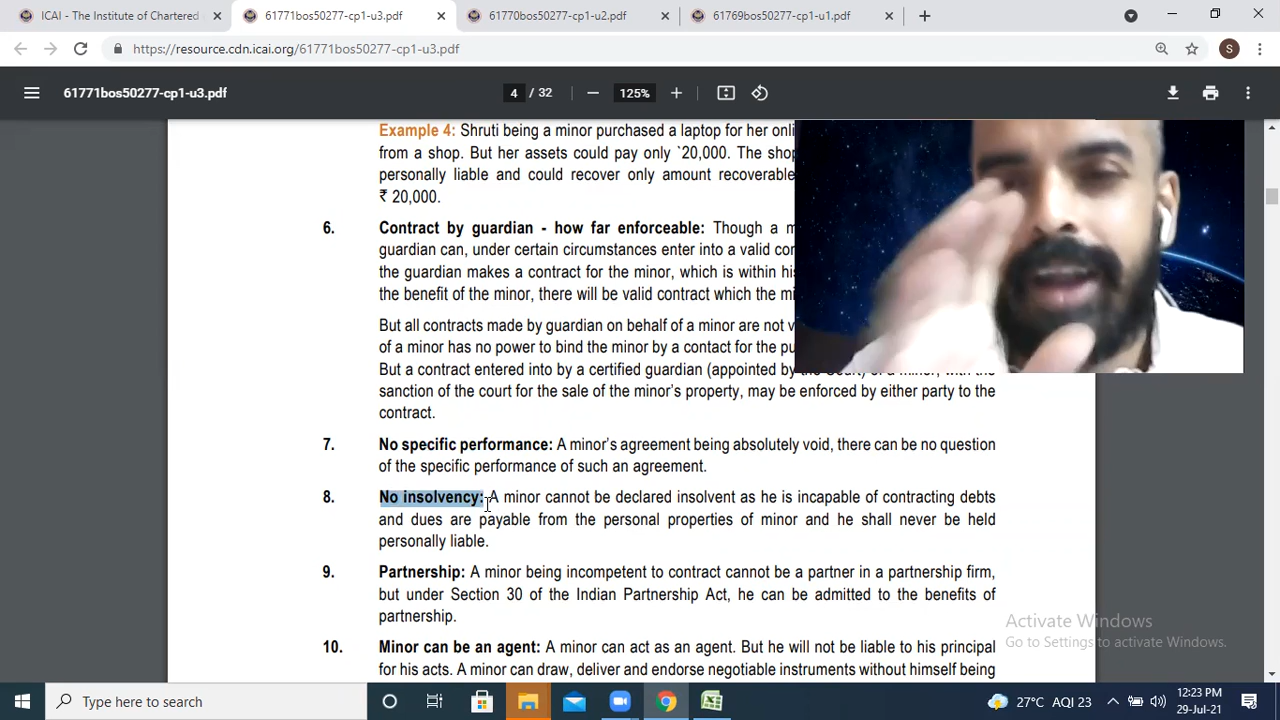 ICAI - The Institute of Chartered
61771bos50277-cp1-u3.pdf
61770bos50277-cp1-u2.pdf
61769bos50277-cp1-u1.pdf
https://resource.cdn.icai.org/61771bos50277-cp1-u3.pdf
S
61771bos50277-cp1-u3.pdf
4 / 32
125%
Example 4: Shruti being a minor purchased a laptop for her onli
from a shop. But her assets could pay only `20,000. The shop
personally liable and could recover only amount recoverable
₹ 20,000.
6. Contract by guardian - how far enforceable: Though a m
guardian can, under certain circumstances enter into a valid con
the guardian makes a contract for the minor, which is within his
the benefit of the minor, there will be valid contract which the mi
But all contracts made by guardian on behalf of a minor are not v
of a minor has no power to bind the minor by a contact for the pu
But a contract entered into by a certified guardian (appointed by the Court) of a minor, with the
sanction of the court for the sale of the minor's property, may be enforced by either party to the
contract.
7. No specific performance: A minor's agreement being absolutely void, there can be no question
of the specific performance of such an agreement.
8. No insolvency: A minor cannot be declared insolvent as he is incapable of contracting debts
and dues are payable from the personal properties of minor and he shall never be held
personally liable.
9. Partnership: A minor being incompetent to contract cannot be a partner in a partnership firm,
but under Section 30 of the Indian Partnership Act, he can be admitted to the benefits of
partnership.
10. Minor can be an agent: A minor can act as an agent. But he will not be liable to his principal
for his acts. A minor can draw, deliver and endorse negotiable instruments without himself being
Activate Windows
Go to Settings to activate Windows.
Type here to search
27°C AQI 23
12:23 PM
29-Jul-21